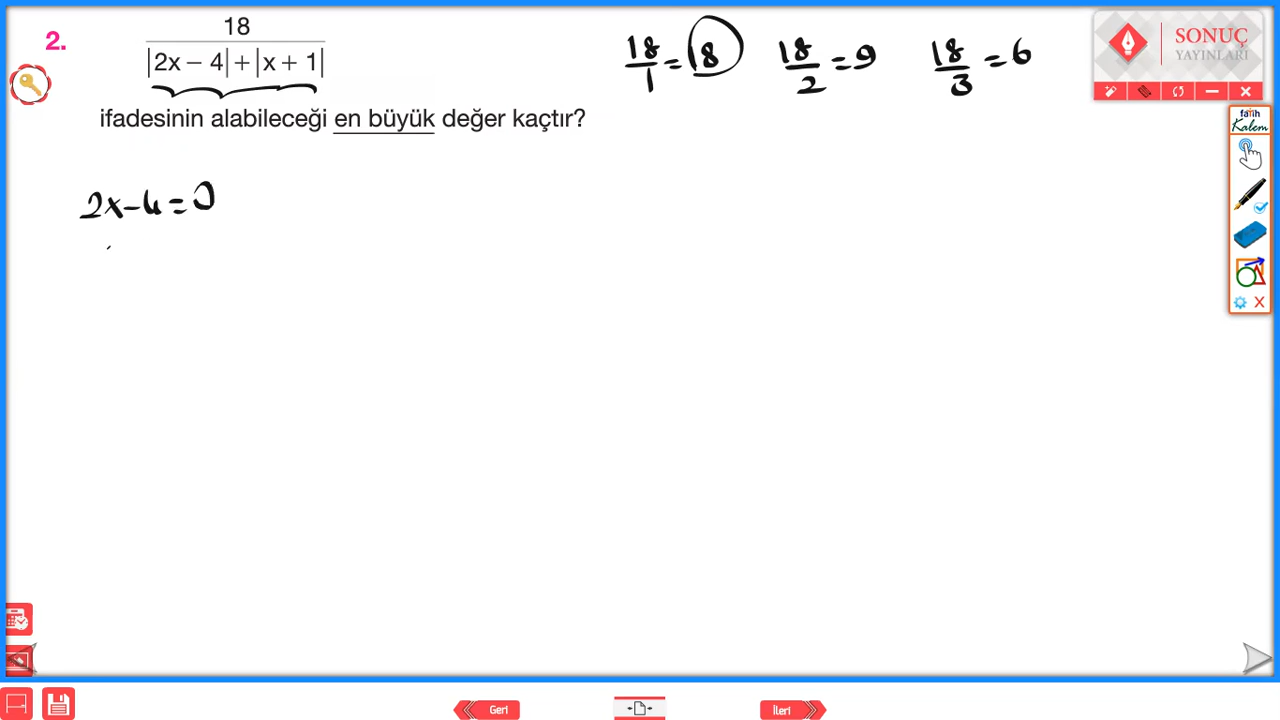 2.
18
|2x − 4| + |x + 1|
ifadesinin alabileceği en büyük değer kaçtır?
18/1 = 18 18/2 = 9 18/3 = 6
2x-4=0
SONUÇ
YAYINLARI
fatih
Kalem
Geri
İleri